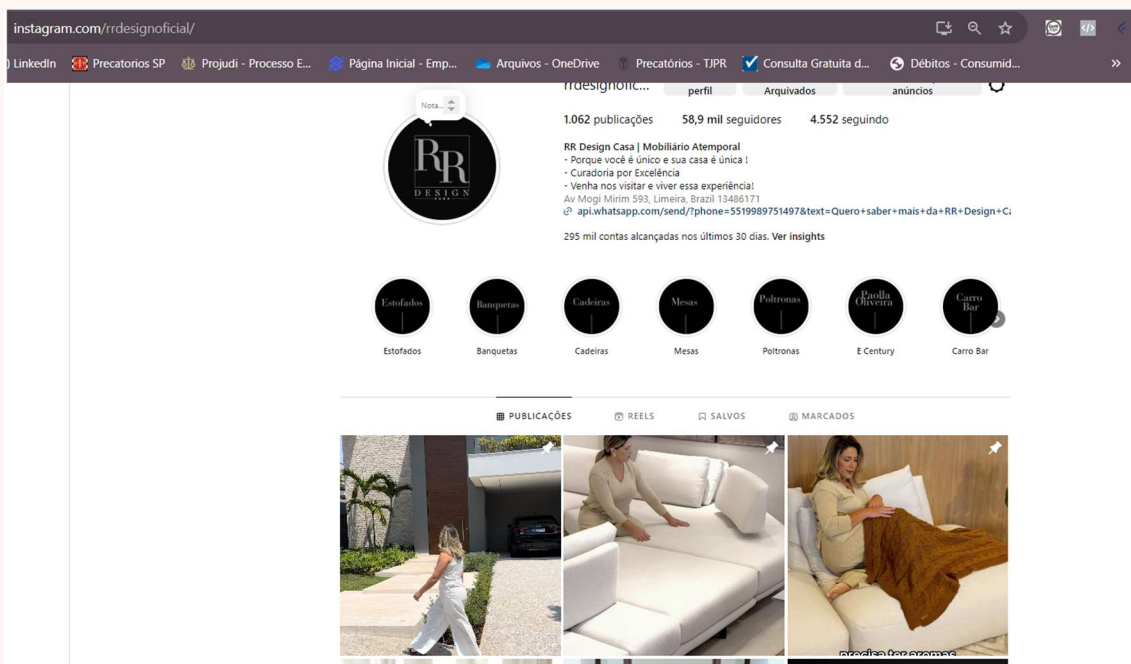 instagram.com/rrdesignoficial/
LinkedIn Precatorios SP Projudi - Processo E... Página Inicial - Emp... Arquivos - OneDrive Precatórios - TJPR Consulta Gratuita d... Débitos - Consumid... »
rrdesignofic... perfil Arquivados anúncios
Nota...
1.062 publicações 58,9 mil seguidores 4.552 seguindo
RR
DESIGN
CASA
RR Design Casa | Mobiliário Atemporal
- Porque você é único e sua casa é única !
- Curadoria por Excelência
- Venha nos visitar e viver essa experiência!
Av Mogi Mirim 593, Limeira, Brazil 13486171
api.whatsapp.com/send/?phone=5519989751497&text=Quero+saber+mais+da+RR+Design+Ca
295 mil contas alcançadas nos últimos 30 dias. Ver insights
Estofados Banquetas Cadeiras Mesas Poltronas Paolla Oliveira Carro Bar
Estofados Banquetas Cadeiras Mesas Poltronas E Century Carro Bar
PUBLICAÇÕES REELS SALVOS MARCADOS
precisa ter aromas